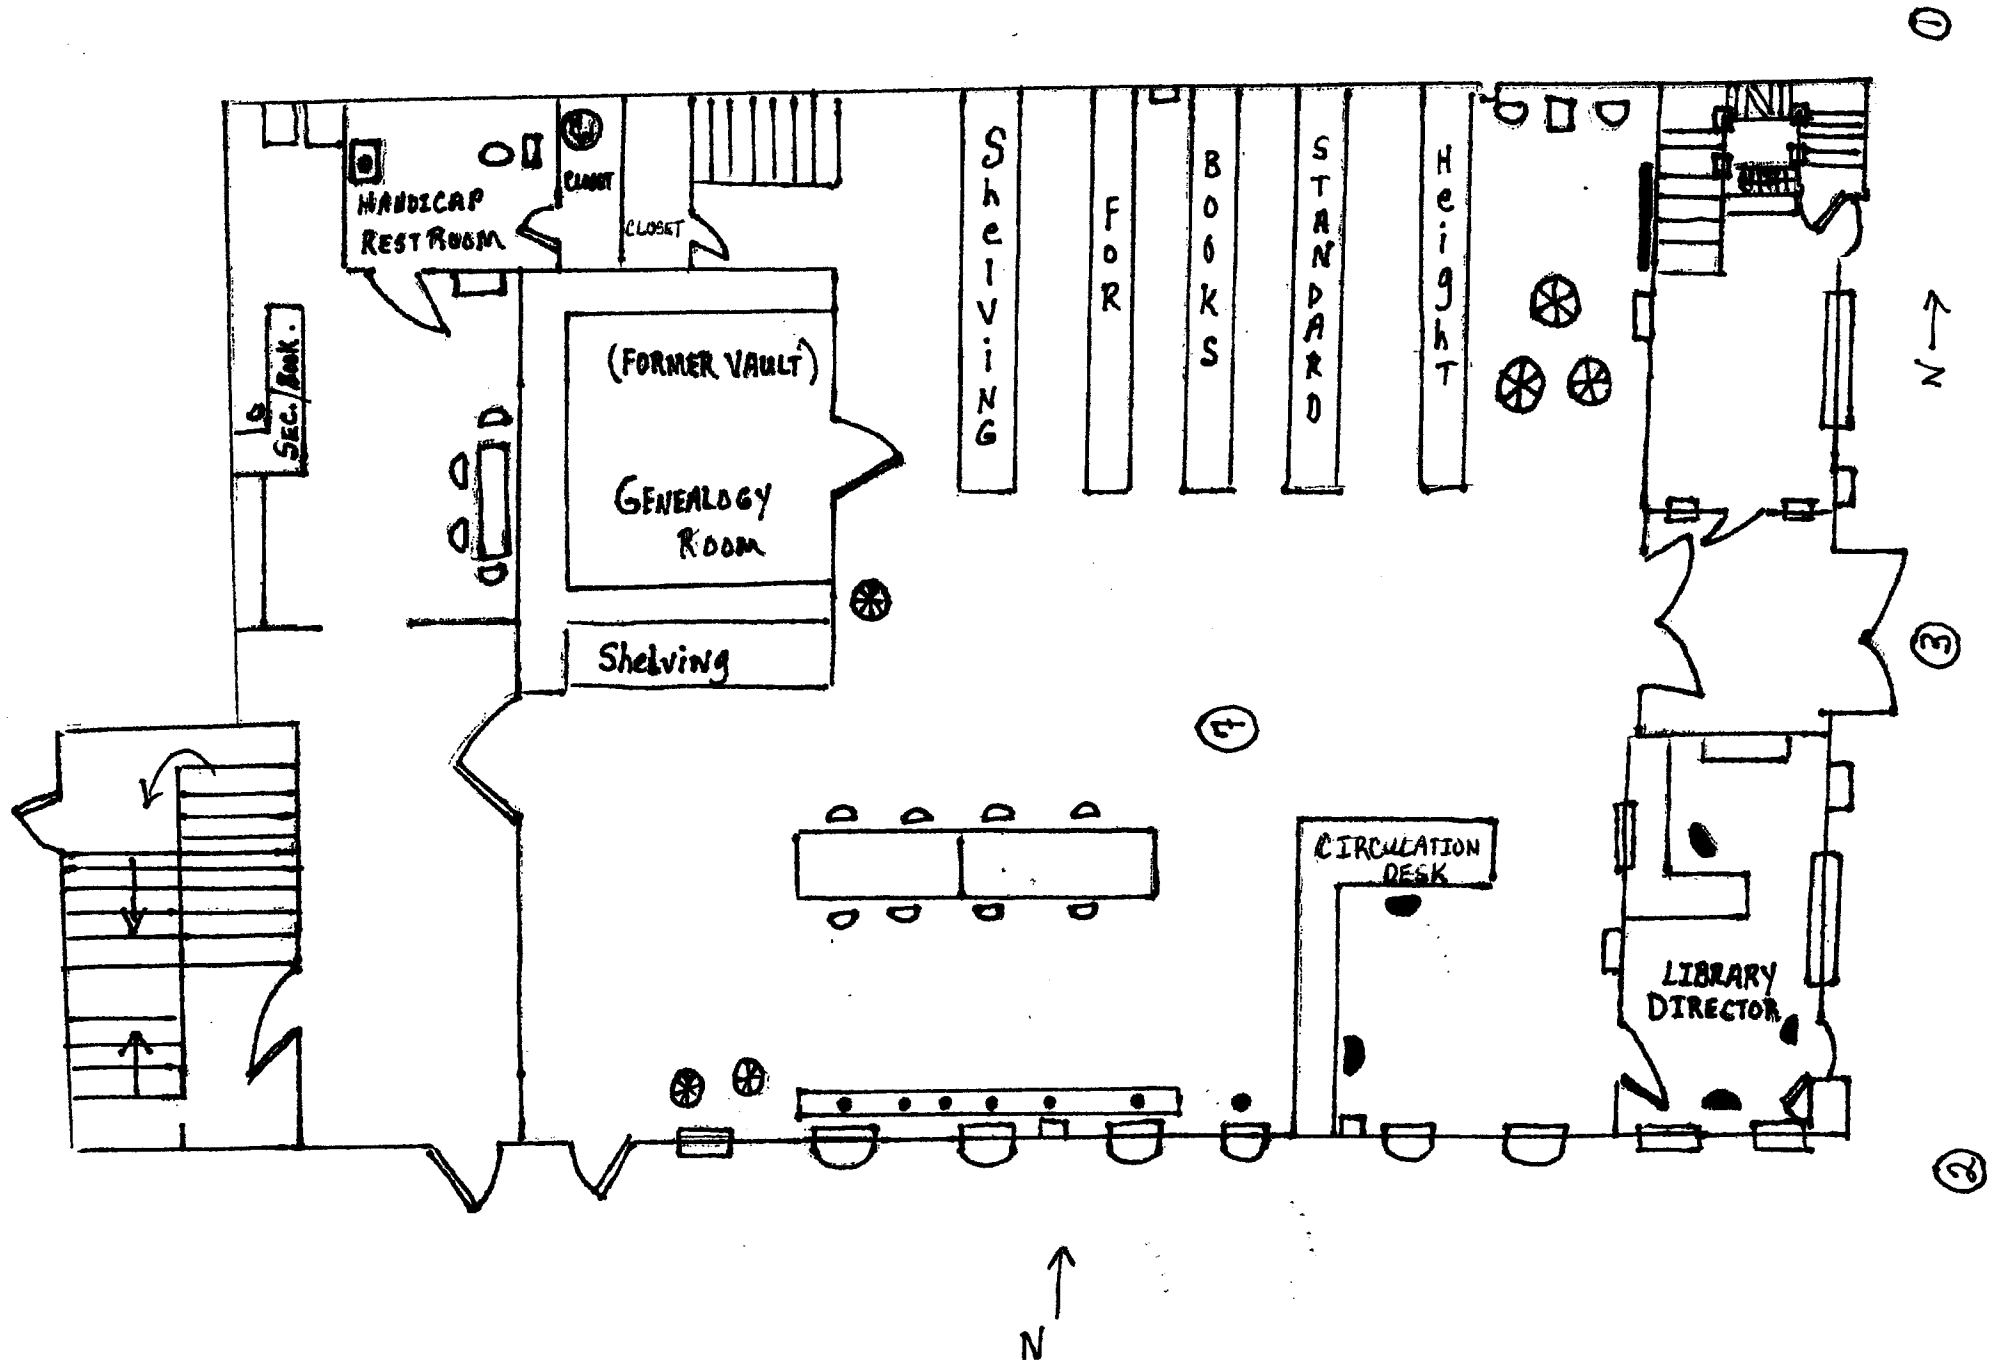 1
HANDICAP
REST ROOM
CLOSET
CLOSET
Shelving
FOR
BOOKS
STANDARD
Height
SEC./BOOK.
(FORMER VAULT)
GENEALOGY
ROOM
Shelving
N
3
7
CIRCULATION
DESK
LIBRARY
DIRECTOR
2
N